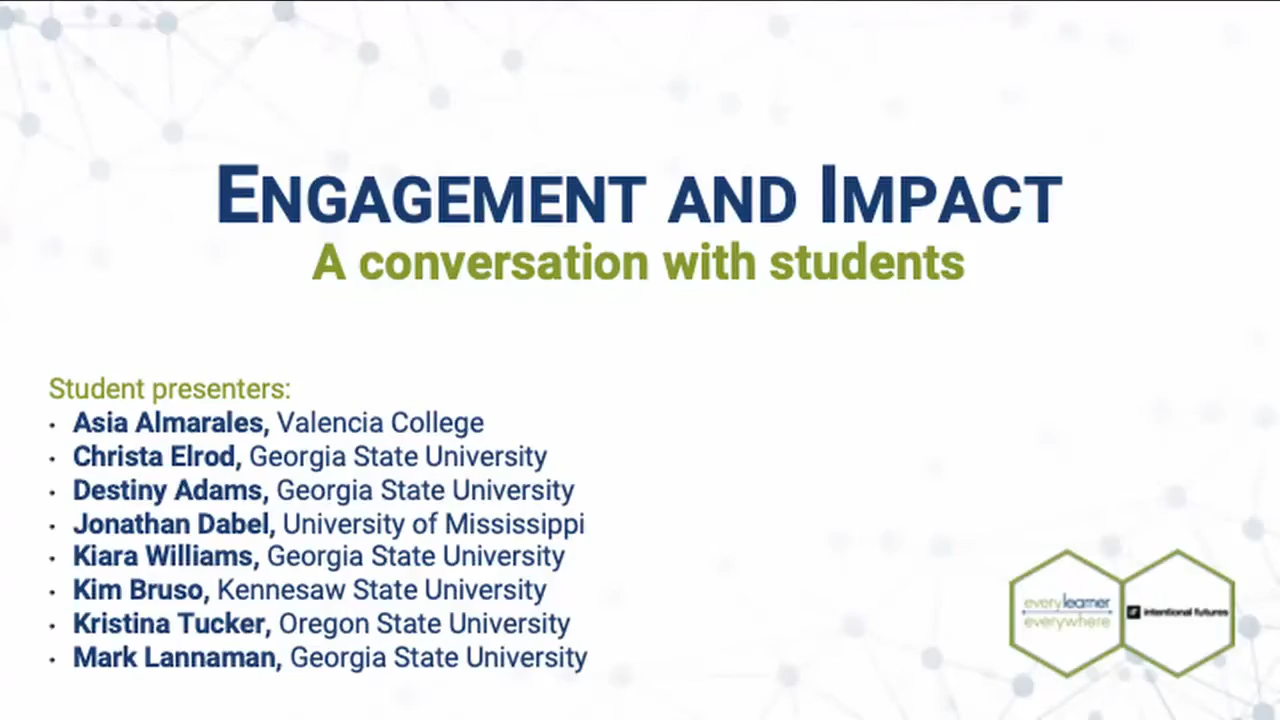 ENGAGEMENT AND IMPACT
A conversation with students
Student presenters:
• Asia Almarales, Valencia College
• Christa Elrod, Georgia State University
• Destiny Adams, Georgia State University
• Jonathan Dabel, University of Mississippi
• Kiara Williams, Georgia State University
• Kim Bruso, Kennesaw State University
• Kristina Tucker, Oregon State University
• Mark Lannaman, Georgia State University
everylearner
everywhere
intentional futures